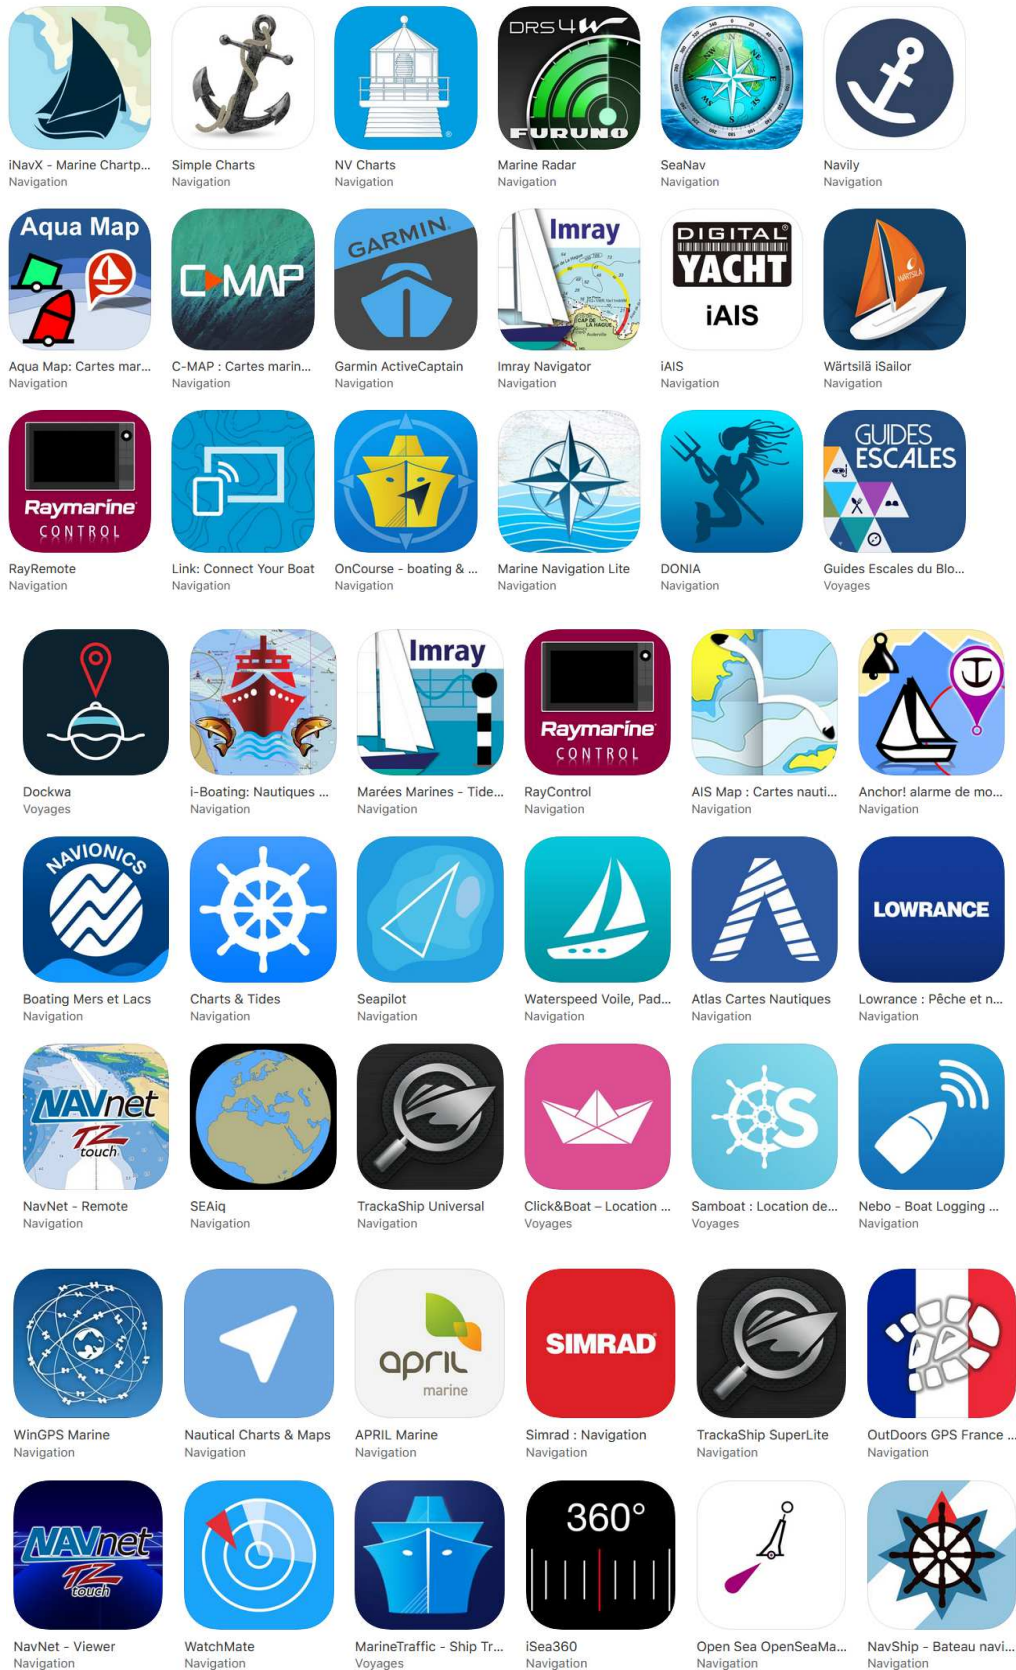 DRS4W
FURUNO
iNavX - Marine Chartp...
Navigation
Simple Charts
Navigation
NV Charts
Navigation
Marine Radar
Navigation
SeaNav
Navigation
Navily
Navigation
Aqua Map
C-MAP
GARMIN
Imray
DIGITAL
YACHT
iAIS
WÄRTSILÄ
Aqua Map: Cartes mar...
Navigation
C-MAP : Cartes marin...
Navigation
Garmin ActiveCaptain
Navigation
Imray Navigator
Navigation
iAIS
Navigation
Wärtsilä iSailor
Navigation
Raymarine
CONTROL
GUIDES
ESCALES
RayRemote
Navigation
Link: Connect Your Boat
Navigation
OnCourse - boating & ...
Navigation
Marine Navigation Lite
Navigation
DONIA
Navigation
Guides Escales du Blo...
Voyages
Imray
Raymarine
CONTROL
Dockwa
Voyages
i-Boating: Nautiques ...
Navigation
Marées Marines - Tide...
Navigation
RayControl
Navigation
AIS Map : Cartes nauti...
Navigation
Anchor! alarme de mo...
Navigation
NAVIONICS
LOWRANCE
Boating Mers et Lacs
Navigation
Charts & Tides
Navigation
Seapilot
Navigation
Waterspeed Voile, Pad...
Navigation
Atlas Cartes Nautiques
Navigation
Lowrance : Pêche et n...
Navigation
NAVnet
TZ
touch
S
NavNet - Remote
Navigation
SEAiq
Navigation
TrackaShip Universal
Navigation
Click&Boat – Location ...
Voyages
Samboat : Location de...
Voyages
Nebo - Boat Logging ...
Navigation
april
marine
SIMRAD
WinGPS Marine
Navigation
Nautical Charts & Maps
Navigation
APRIL Marine
Navigation
Simrad : Navigation
Navigation
TrackaShip SuperLite
Navigation
OutDoors GPS France ...
Navigation
NAVnet
TZ
touch
360°
NavNet - Viewer
Navigation
WatchMate
Navigation
MarineTraffic - Ship Tr...
Voyages
iSea360
Navigation
Open Sea OpenSeaMa...
Navigation
NavShip - Bateau navi...
Navigation